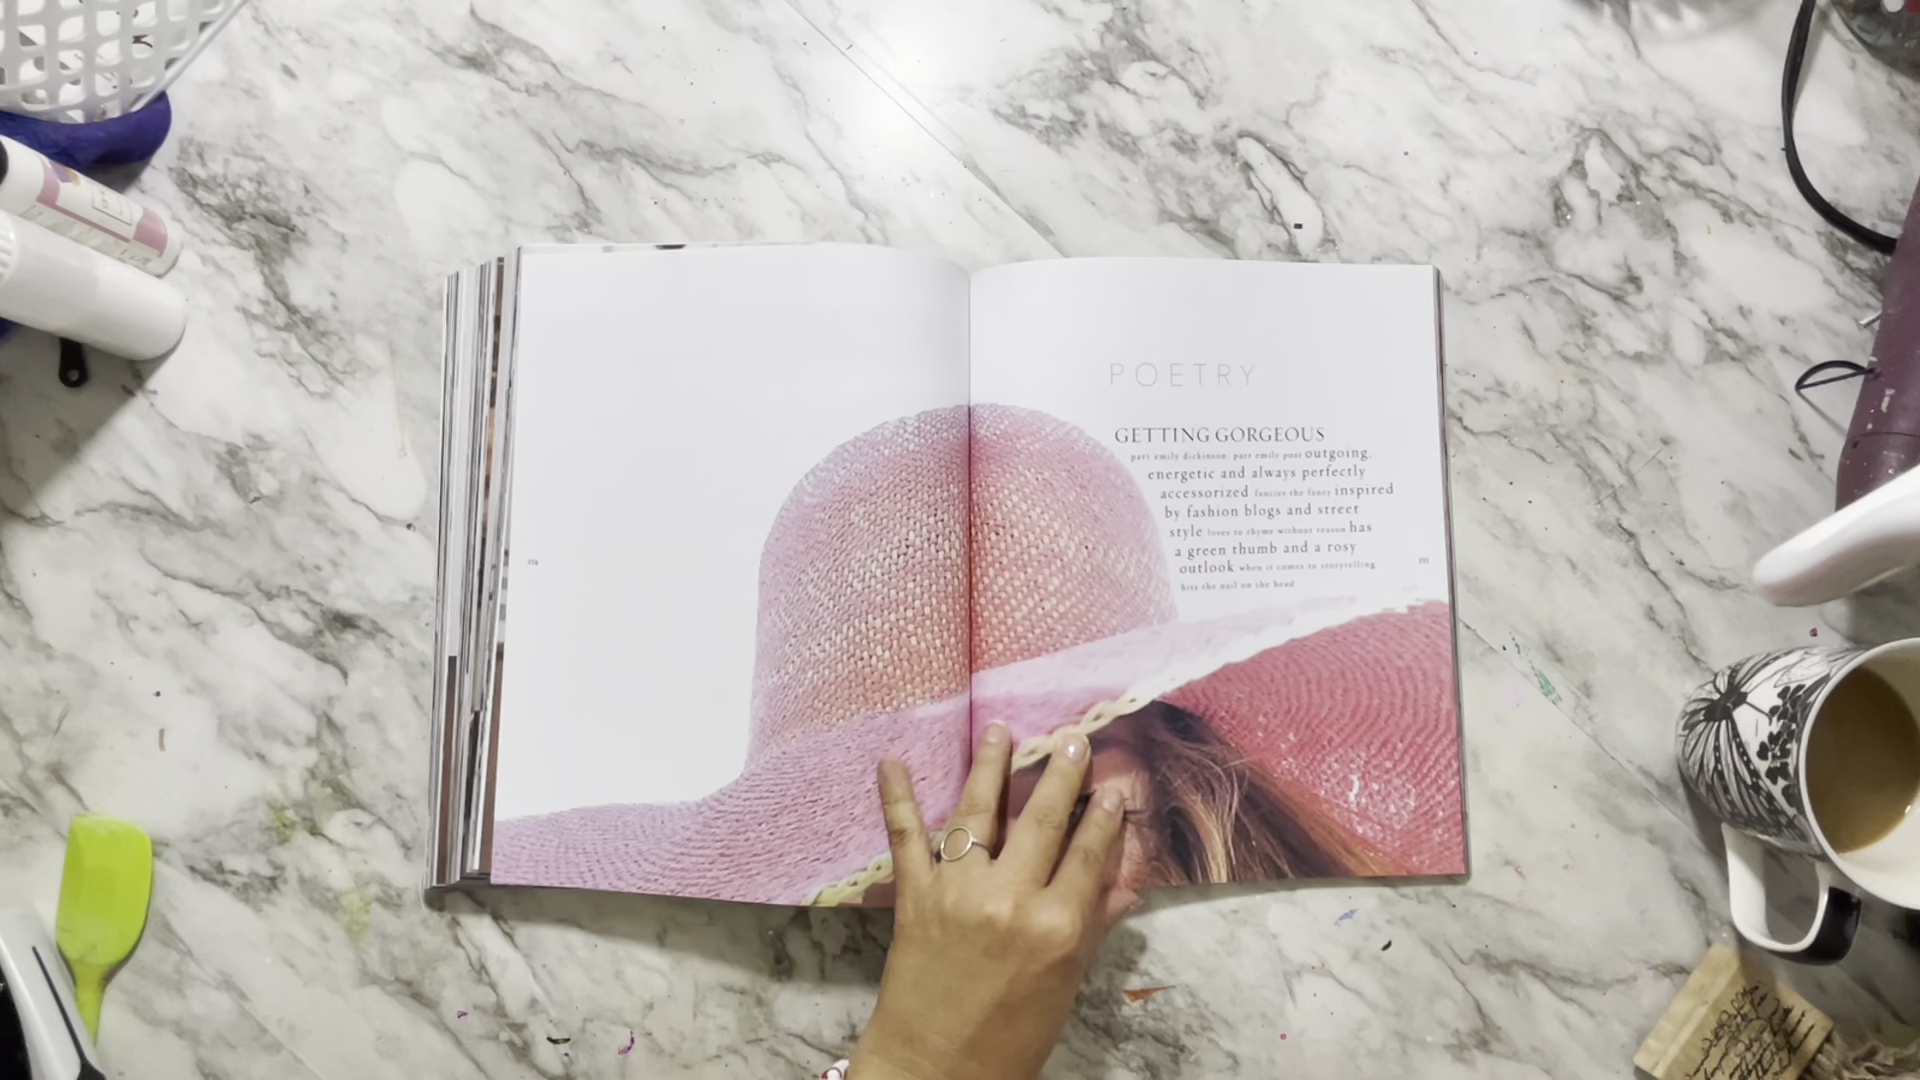 POETRY
GETTING GORGEOUS
part emily dickinson, part emily post outgoing,
energetic and always perfectly
accessorized fancies the fancy inspired
by fashion blogs and street
style loves to rhyme without reason has
a green thumb and a rosy
outlook when it comes to storytelling
hits the nail on the head